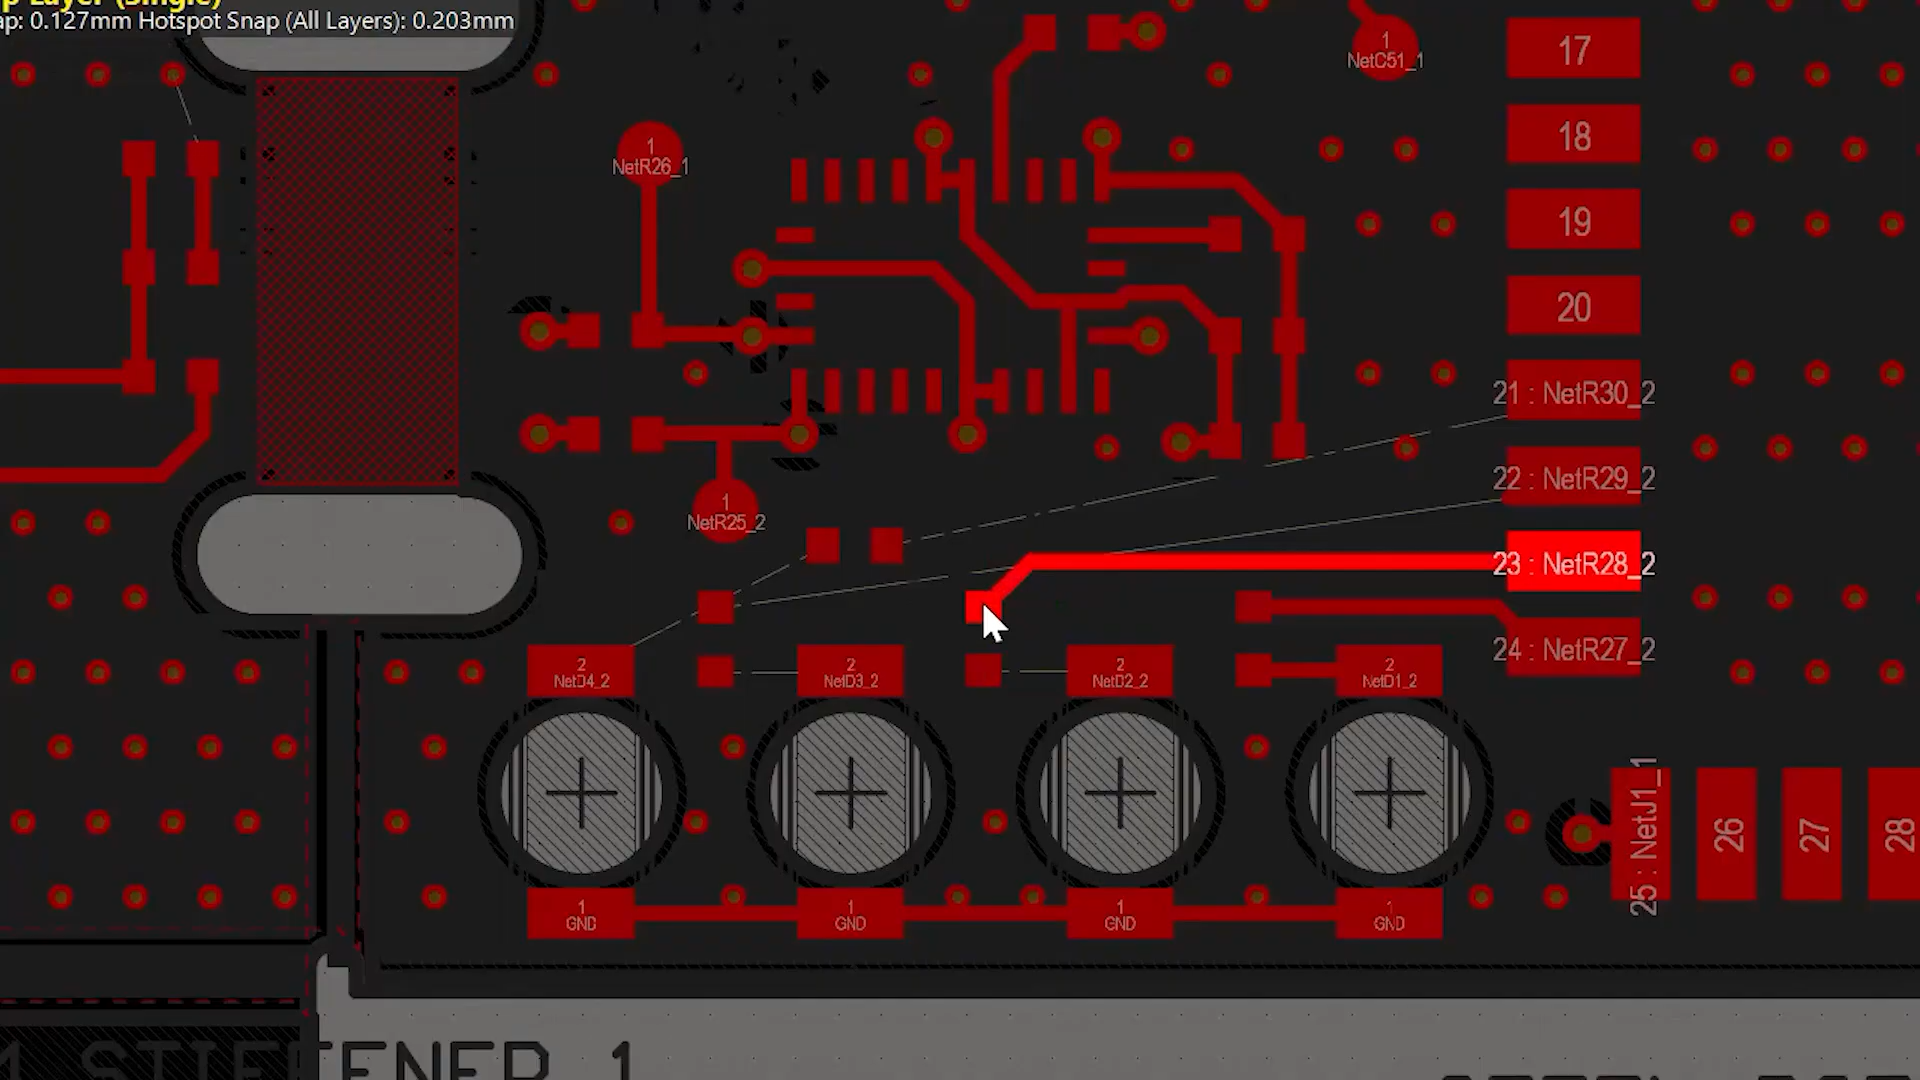 p Layer (Single)
ap: 0.127mm Hotspot Snap (All Layers): 0.203mm
1
NetC51_1
17
18
1
NetR26_1
19
20
21 : NetR30_2
22 : NetR29_2
1
NetR25_2
23 : NetR28_2
24 : NetR27_2
2
NetD4_2
2
NetD3_2
2
NetD2_2
2
NetD1_2
25 : NetJ1_1
26
27
28
1
GND
1
GND
1
GND
1
GND
STIFFENER 1